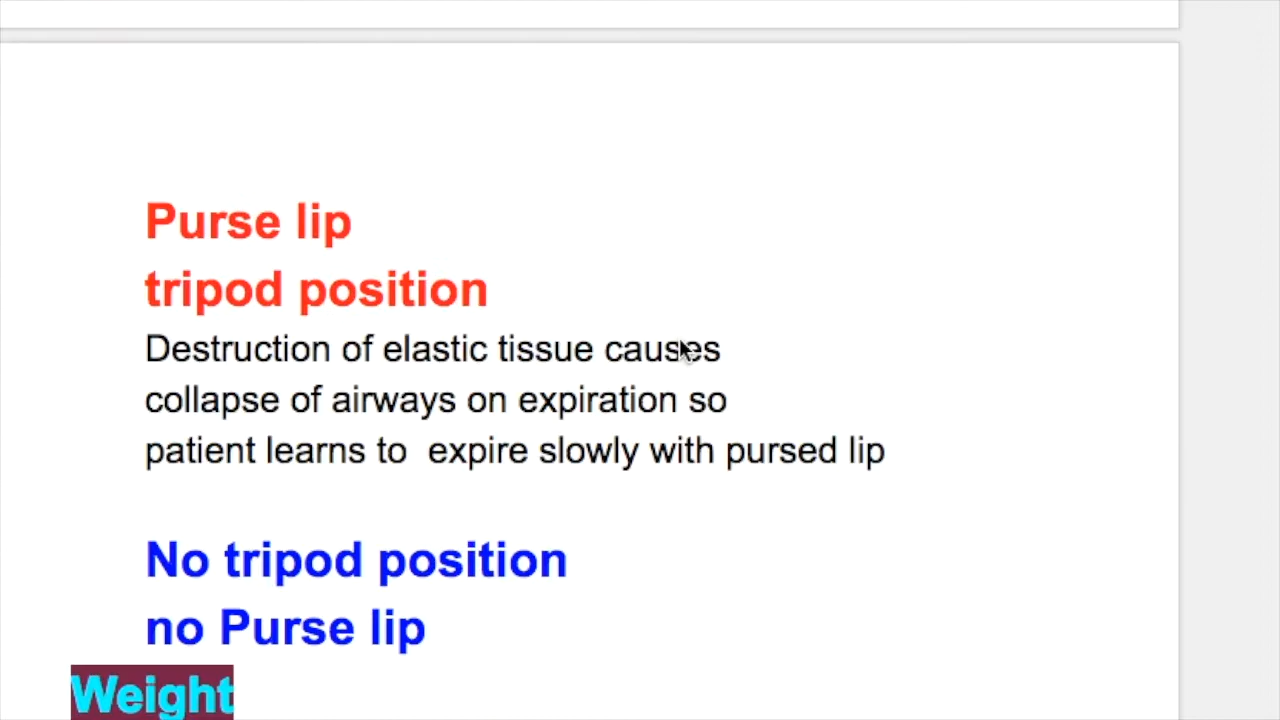 Purse lip
tripod position
Destruction of elastic tissue causes
collapse of airways on expiration so
patient learns to  expire slowly with pursed lip
No tripod position
no Purse lip
Weight